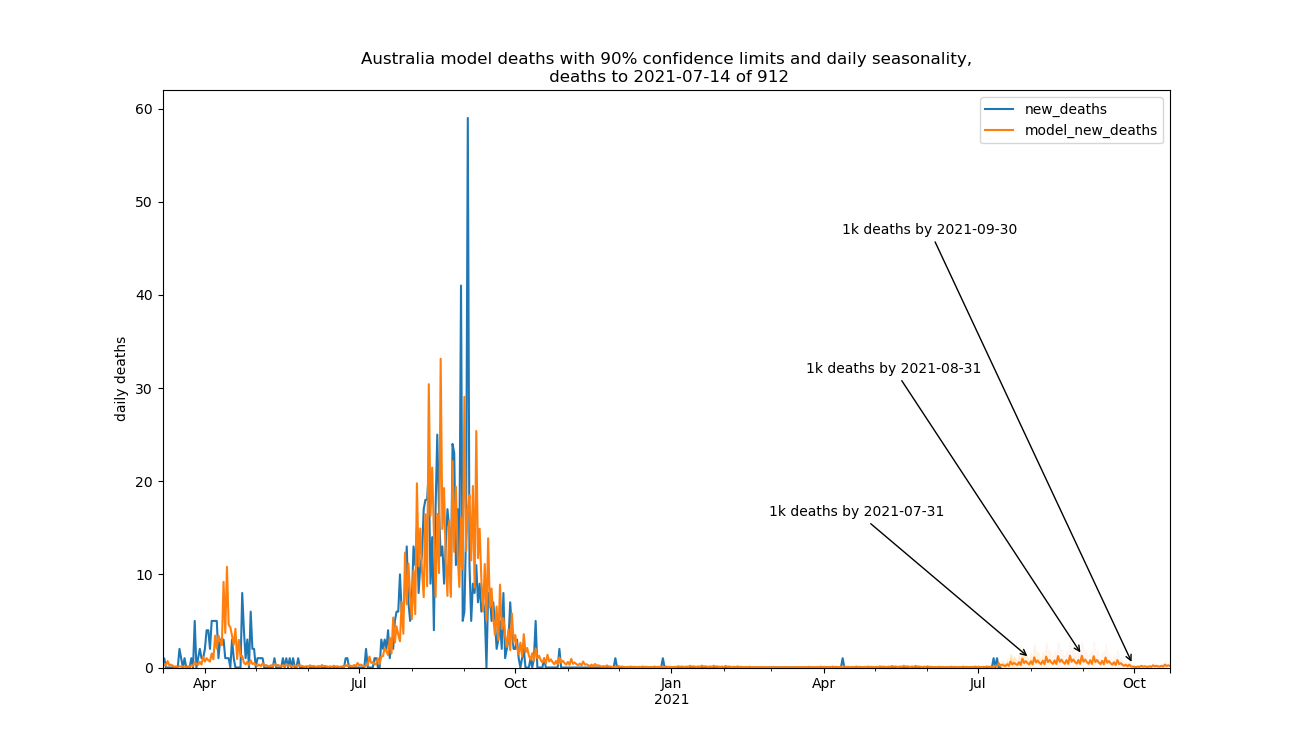 Australia model deaths with 90% confidence limits and daily seasonality,
deaths to 2021-07-14 of 912
new_deaths
model_new_deaths
60
50
40
30
20
10
0
daily deaths
1k deaths by 2021-09-30
1k deaths by 2021-08-31
1k deaths by 2021-07-31
Apr
Jul
Oct
Jan
2021
Apr
Jul
Oct